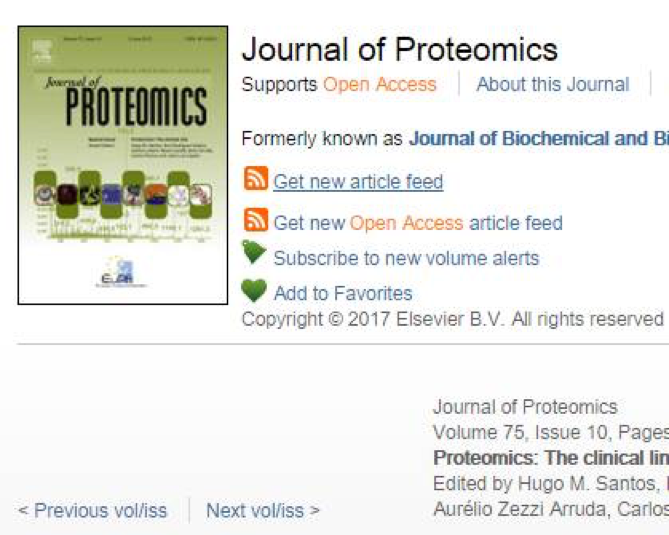 Journal of
PROTEOMICS
Journal of Proteomics
Supports Open Access
About this Journal
Formerly known as Journal of Biochemical and Bi
Get new article feed
Get new Open Access article feed
Subscribe to new volume alerts
Add to Favorites
Copyright © 2017 Elsevier B.V. All rights reserved
Journal of Proteomics
Volume 75, Issue 10, Pages
Proteomics: The clinical lin
Edited by Hugo M. Santos,
Aurélio Zezzi Arruda, Carlos
< Previous vol/iss
Next vol/iss >